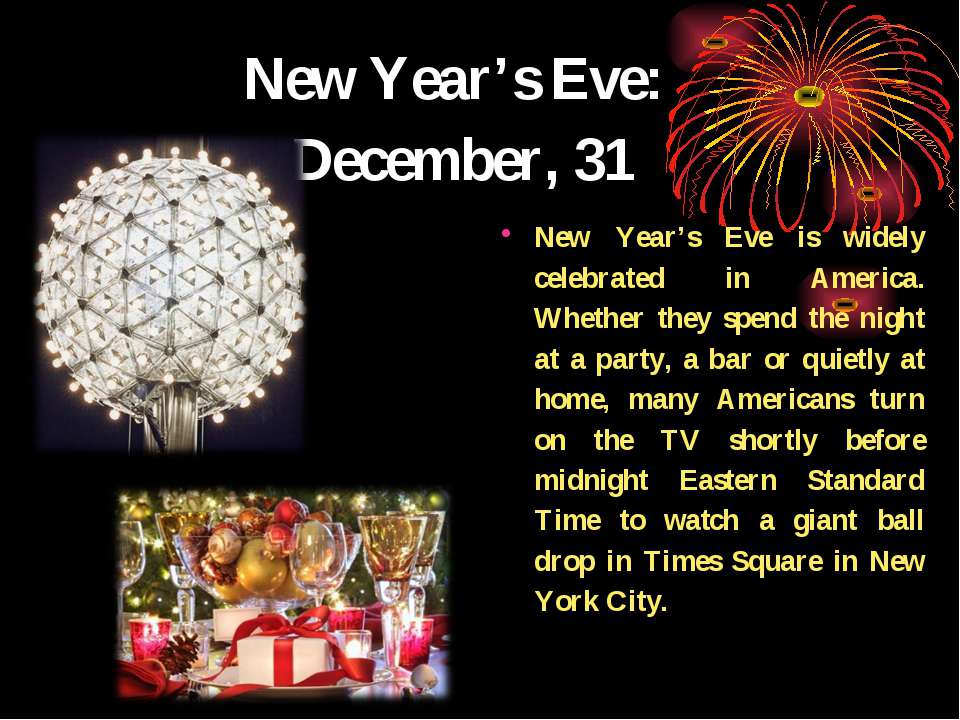 New Year’s Eve:
December, 31
• New Year’s Eve is widely
celebrated in America.
Whether they spend the night
at a party, a bar or quietly at
home, many Americans turn
on the TV shortly before
midnight Eastern Standard
Time to watch a giant ball
drop in Times Square in New
York City.